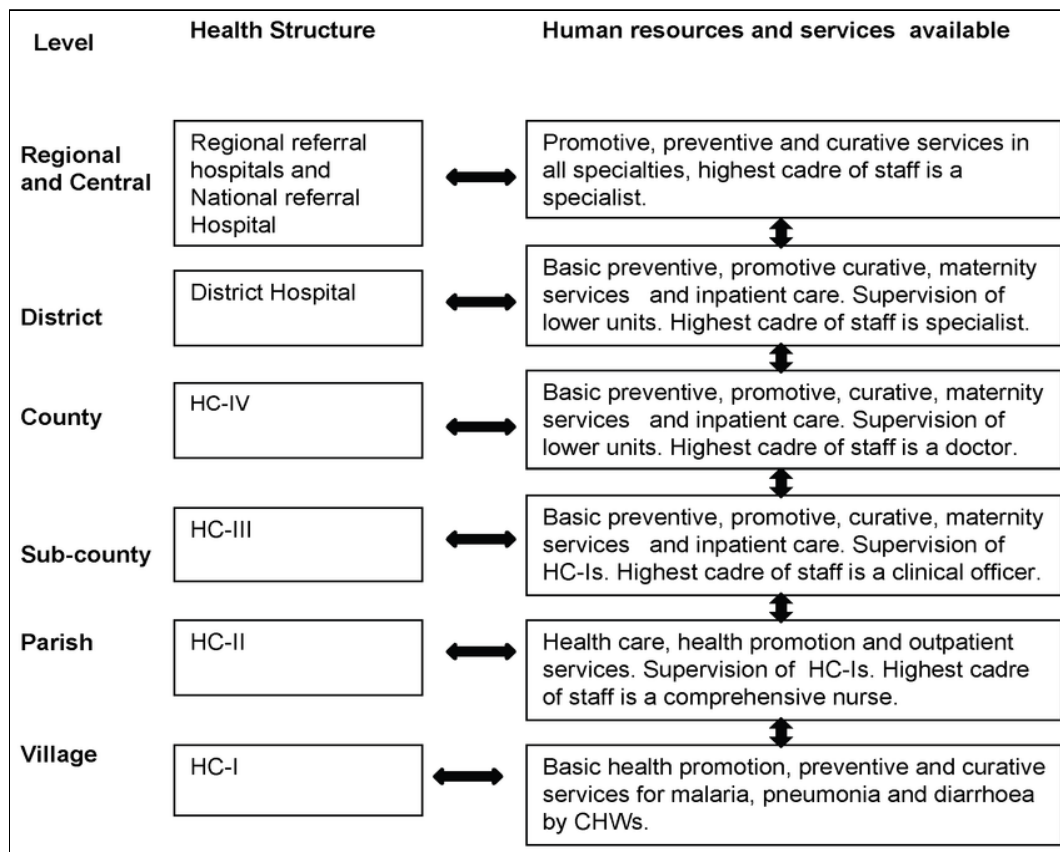 Level
Health Structure
Human resources and services available
Regional
and Central
Regional referral
hospitals and
National referral
Hospital
Promotive, preventive and curative services in
all specialties, highest cadre of staff is a
specialist.
District
District Hospital
Basic preventive, promotive curative, maternity
services and inpatient care. Supervision of
lower units. Highest cadre of staff is specialist.
County
HC-IV
Basic preventive, promotive, curative, maternity
services and inpatient care. Supervision of
lower units. Highest cadre of staff is a doctor.
Sub-county
HC-III
Basic preventive, promotive, curative, maternity
services and inpatient care. Supervision of
HC-Is. Highest cadre of staff is a clinical officer.
Parish
HC-II
Health care, health promotion and outpatient
services. Supervision of HC-Is. Highest cadre
of staff is a comprehensive nurse.
Village
HC-I
Basic health promotion, preventive and curative
services for malaria, pneumonia and diarrhoea
by CHWs.